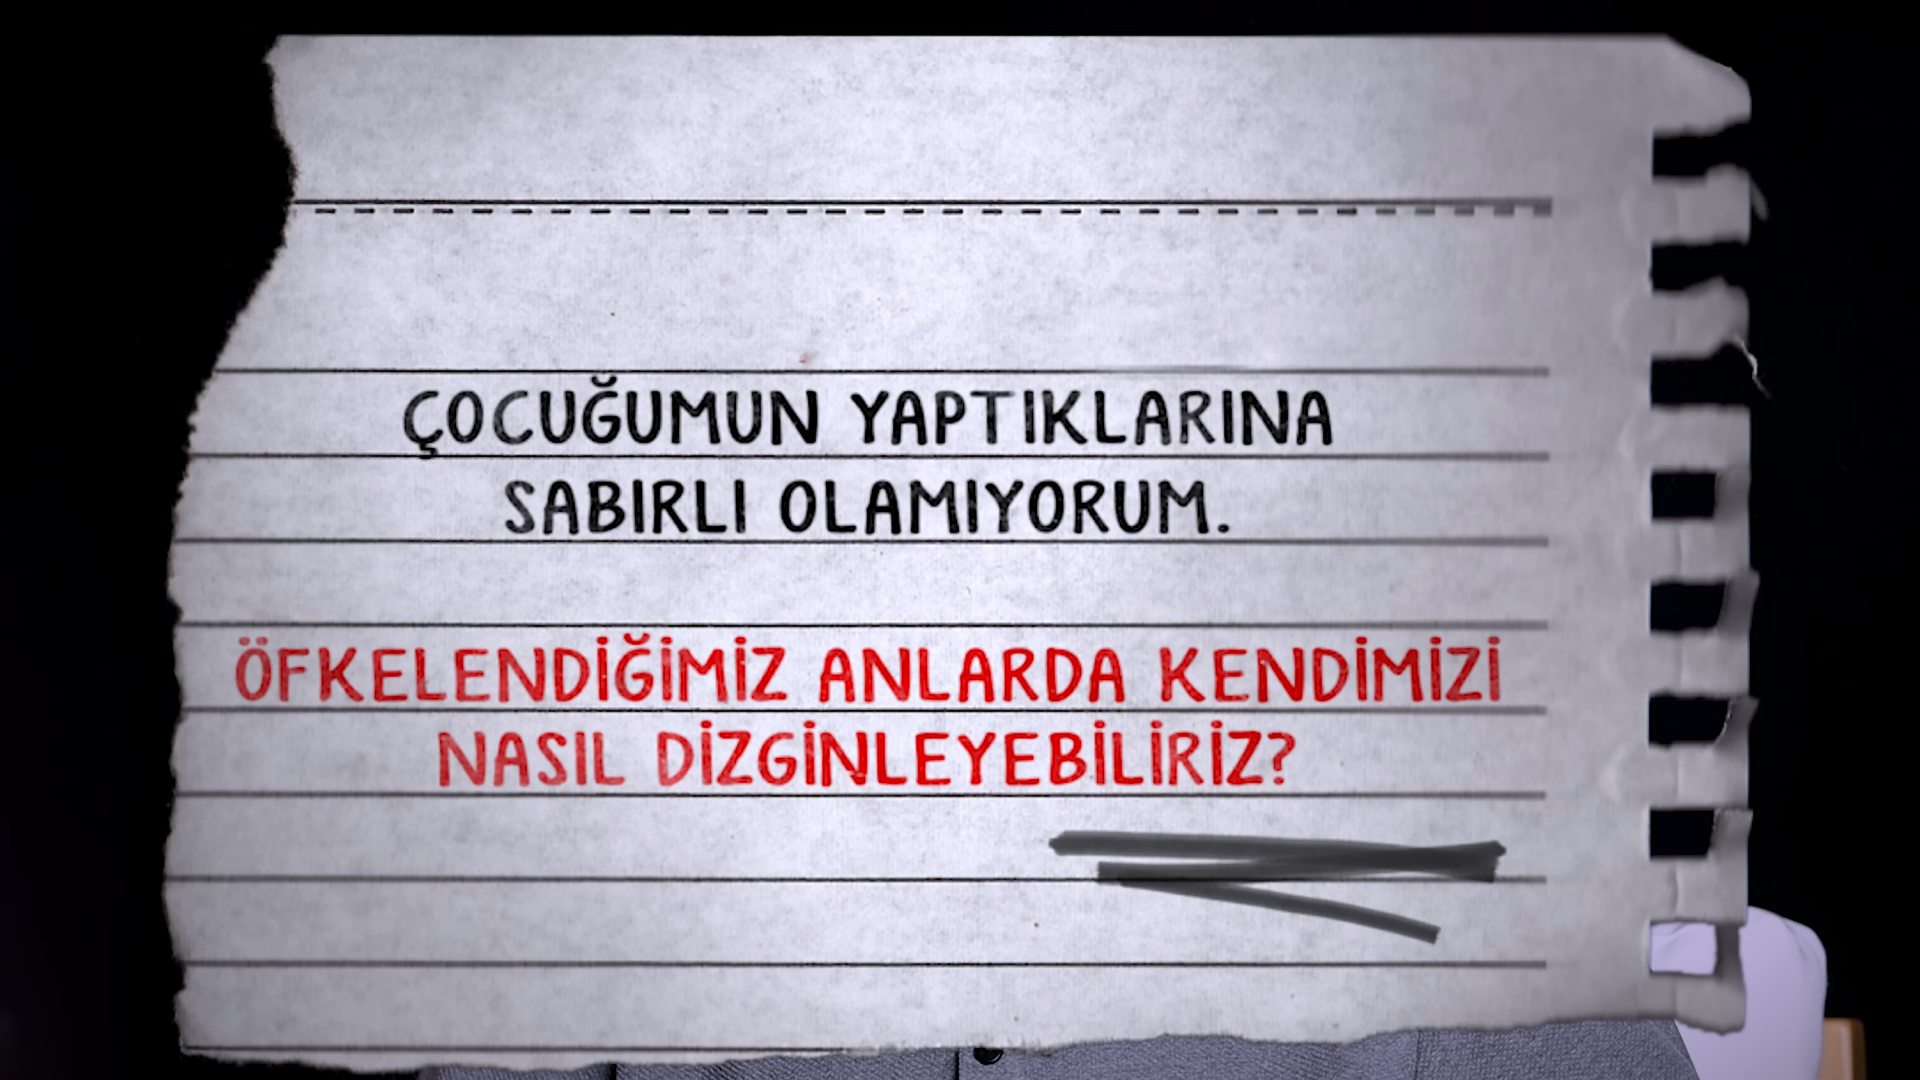 ÇOCUĞUMUN YAPTIKLARINA
SABIRLI OLAMIYORUM.
ÖFKELENDİĞİMİZ ANLARDA KENDİMİZİ
NASIL DİZGİNLEYEBİLİRİZ?